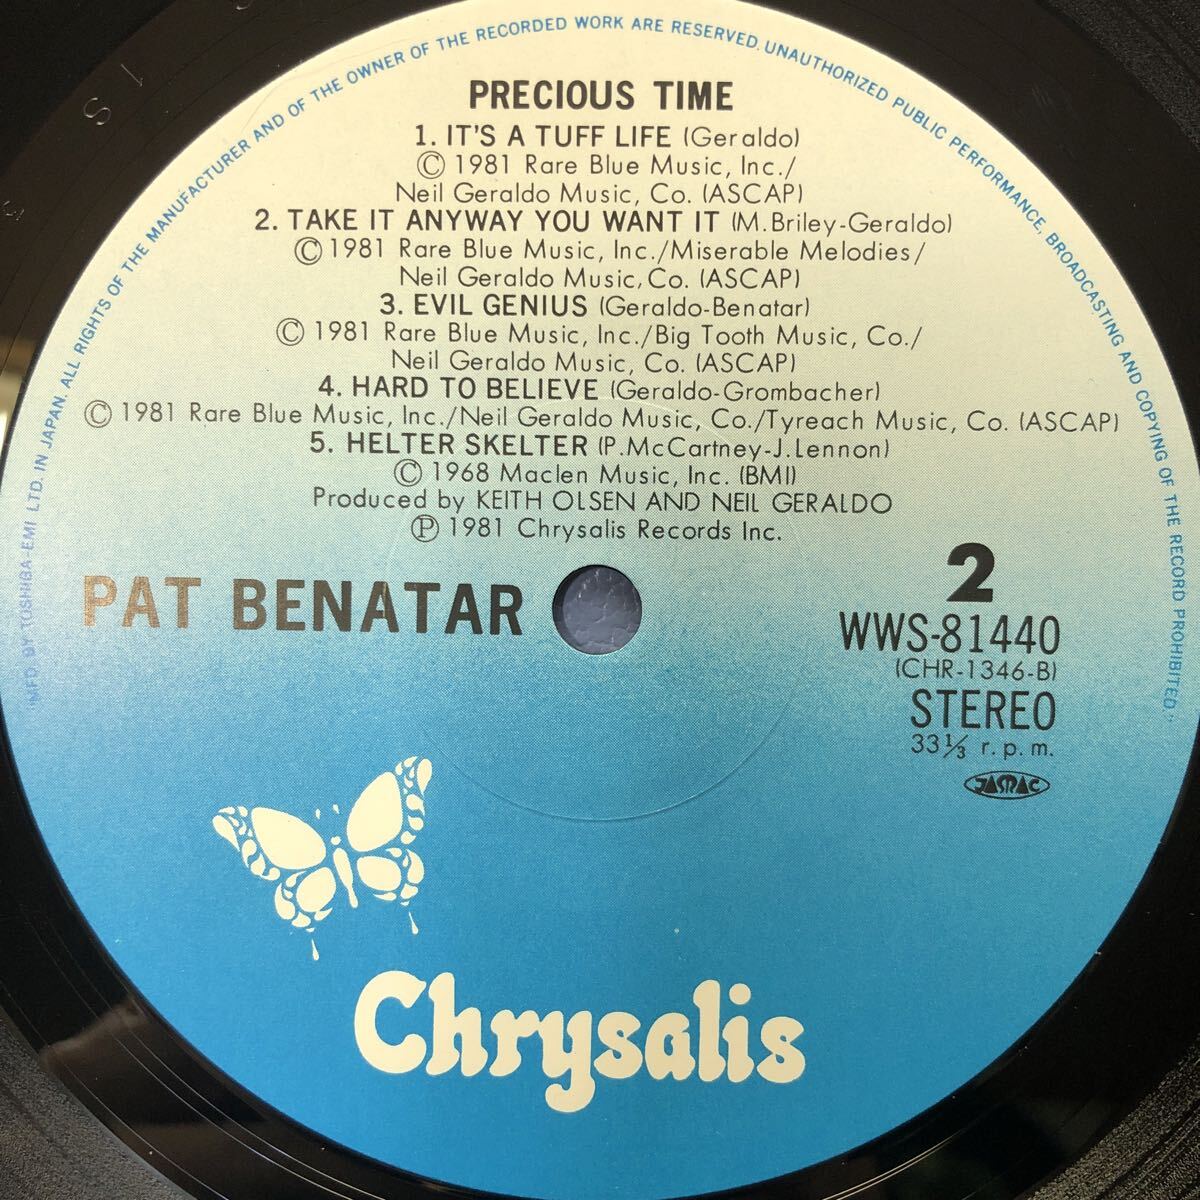 "MFD. BY TOSHIBA-EMI LTD. IN JAPAN. ALL RIGHTS OF THE MANUFACTURER AND OF THE OWNER OF THE RECORDED WORK ARE RESERVED. UNAUTHORIZED PUBLIC PERFORMANCE, BROADCASTING AND COPYING OF THE RECORD PROHIBITED."
PRECIOUS TIME
1. IT'S A TUFF LIFE (Geraldo)
© 1981 Rare Blue Music, Inc./
Neil Geraldo Music, Co. (ASCAP)
2. TAKE IT ANYWAY YOU WANT IT (M.Briley-Geraldo)
© 1981 Rare Blue Music, Inc./Miserable Melodies/
Neil Geraldo Music, Co. (ASCAP)
3. EVIL GENIUS (Geraldo-Benatar)
© 1981 Rare Blue Music, Inc./Big Tooth Music, Co./
Neil Geraldo Music, Co. (ASCAP)
4. HARD TO BELIEVE (Geraldo-Grombacher)
© 1981 Rare Blue Music, Inc./Neil Geraldo Music, Co./Tyreach Music, Co. (ASCAP)
5. HELTER SKELTER (P.McCartney-J.Lennon)
© 1968 Maclen Music, Inc. (BMI)
Produced by KEITH OLSEN AND NEIL GERALDO
℗ 1981 Chrysalis Records Inc.
PAT BENATAR
2
WWS-81440
(CHR-1346-B)
STEREO
33⅓ r.p.m.
JASRAC
Chrysalis